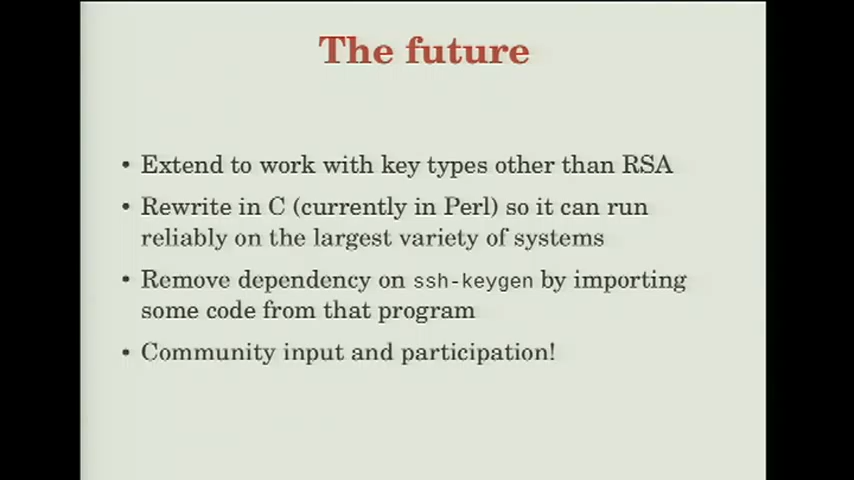 The future
• Extend to work with key types other than RSA
• Rewrite in C (currently in Perl) so it can run
reliably on the largest variety of systems
• Remove dependency on ssh-keygen by importing
some code from that program
• Community input and participation!